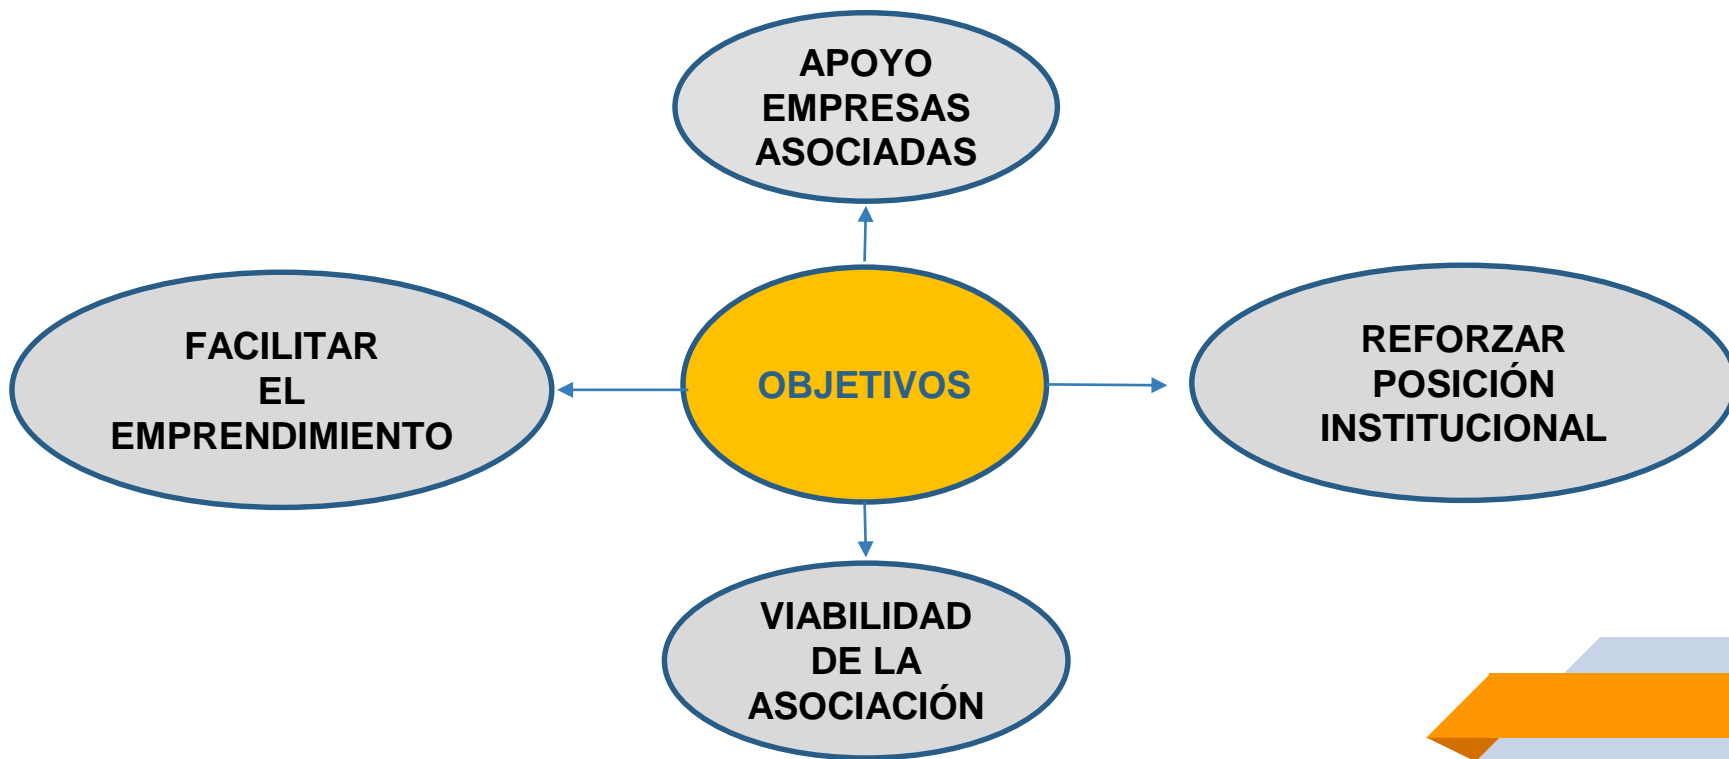 APOYO
EMPRESAS
ASOCIADAS
FACILITAR
EL
EMPRENDIMIENTO
OBJETIVOS
REFORZAR
POSICIÓN
INSTITUCIONAL
VIABILIDAD
DE LA
ASOCIACIÓN